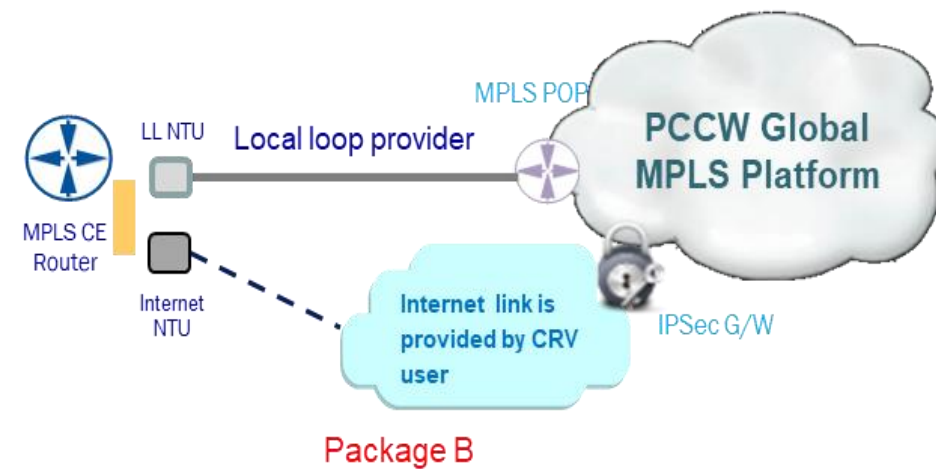 MPLS POP
PCCW Global
MPLS Platform
LL NTU
Local loop provider
MPLS CE
Router
Internet
NTU
Internet link is
provided by CRV
user
IPSec G/W
Package B